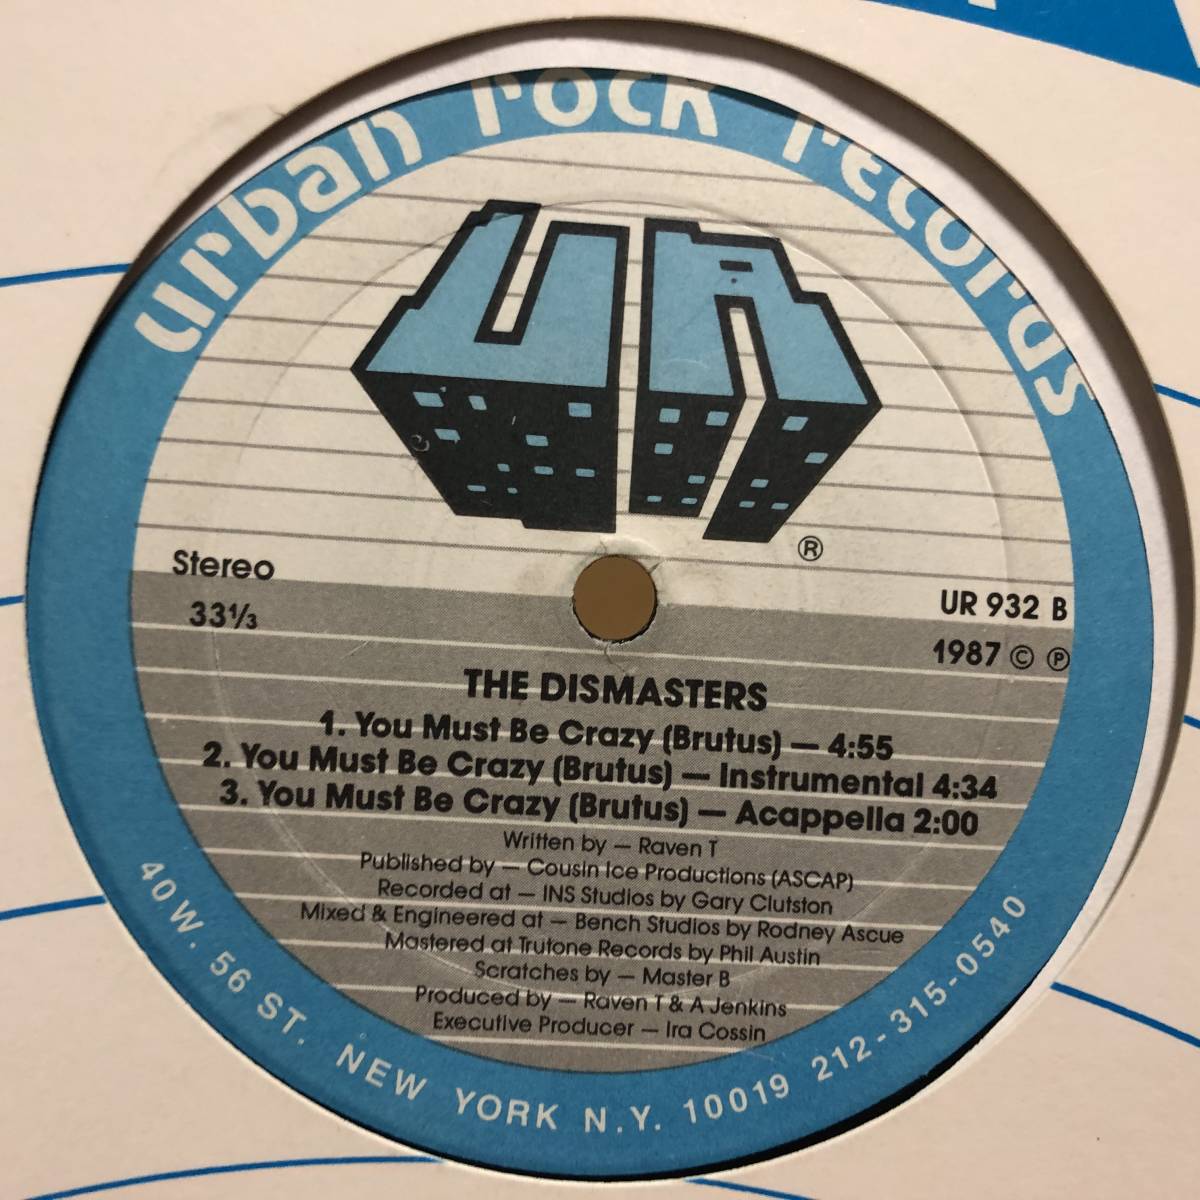 urban rock records
UR
®
Stereo
33⅓
UR 932 B
1987 © ℗
THE DISMASTERS
1. You Must Be Crazy (Brutus) — 4:55
2. You Must Be Crazy (Brutus) — Instrumental 4:34
3. You Must Be Crazy (Brutus) — Acappella 2:00
Written by — Raven T
Published by — Cousin Ice Productions (ASCAP)
Recorded at — INS Studios by Gary Clutston
Mixed & Engineered at — Bench Studios by Rodney Ascue
Mastered at Trutone Records by Phil Austin
Scratches by — Master B
Produced by — Raven T & A Jenkins
Executive Producer — Ira Cossin
40 W. 56 ST. NEW YORK N.Y. 10019 212-315-0540